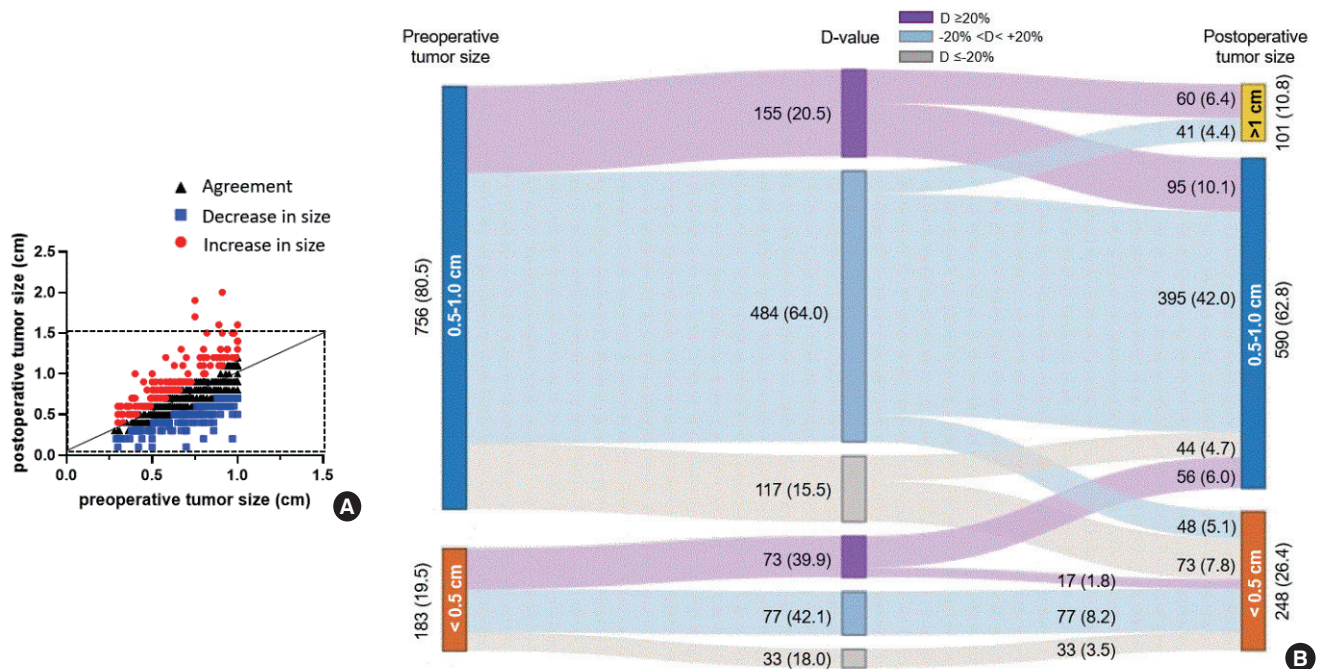 Agreement
Decrease in size
Increase in size
postoperative tumor size (cm)
2.5
2.0
1.5
1.0
0.5
0.0
0.0
0.5
1.0
1.5
preoperative tumor size (cm)
A
D ≥20%
-20% <D< +20%
D ≤-20%
Preoperative
tumor size
D-value
Postoperative
tumor size
756 (80.5)
0.5-1.0 cm
183 (19.5)
< 0.5 cm
155 (20.5)
484 (64.0)
117 (15.5)
73 (39.9)
77 (42.1)
33 (18.0)
60 (6.4)
41 (4.4)
95 (10.1)
395 (42.0)
44 (4.7)
56 (6.0)
48 (5.1)
73 (7.8)
17 (1.8)
77 (8.2)
33 (3.5)
>1 cm
101 (10.8)
0.5-1.0 cm
590 (62.8)
< 0.5 cm
248 (26.4)
B